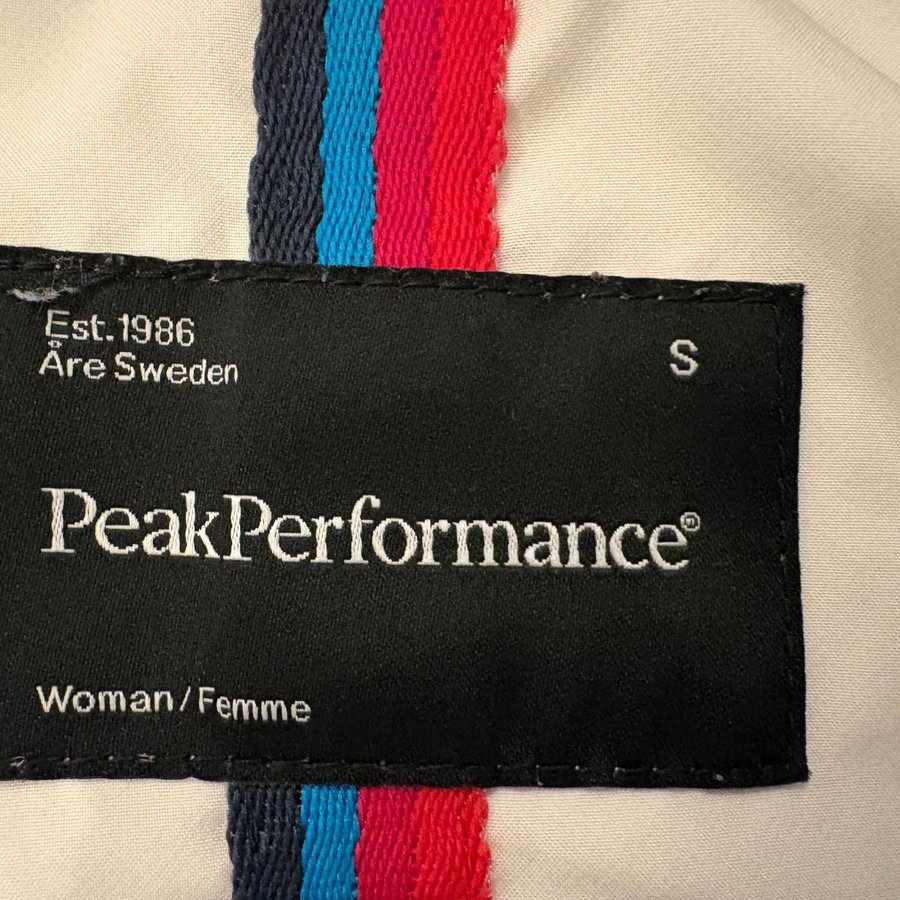 Est.1986
Åre Sweden
S
PeakPerformance®
Woman/Femme